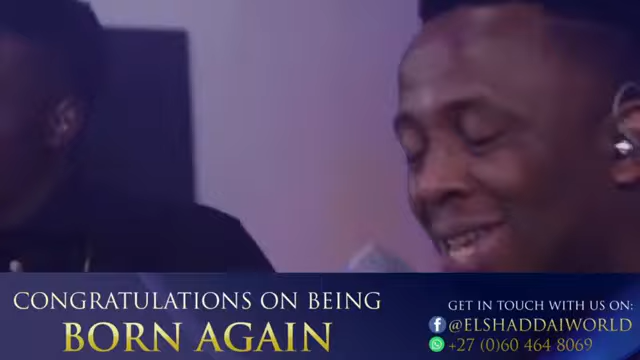 CONGRATULATIONS ON BEING
BORN AGAIN
GET IN TOUCH WITH US ON:
@ELSHADDAIWORLD
+27 (0)60 464 8069